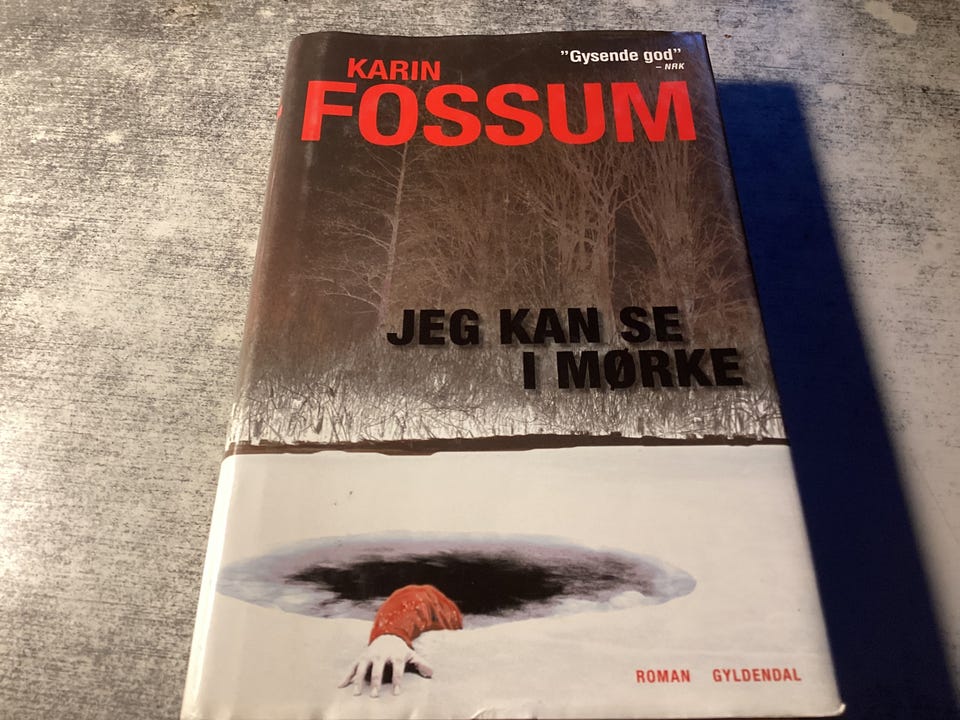 "Gysende god"
– NRK
KARIN
FOSSUM
JEG KAN SE
I MØRKE
ROMAN GYLDENDAL